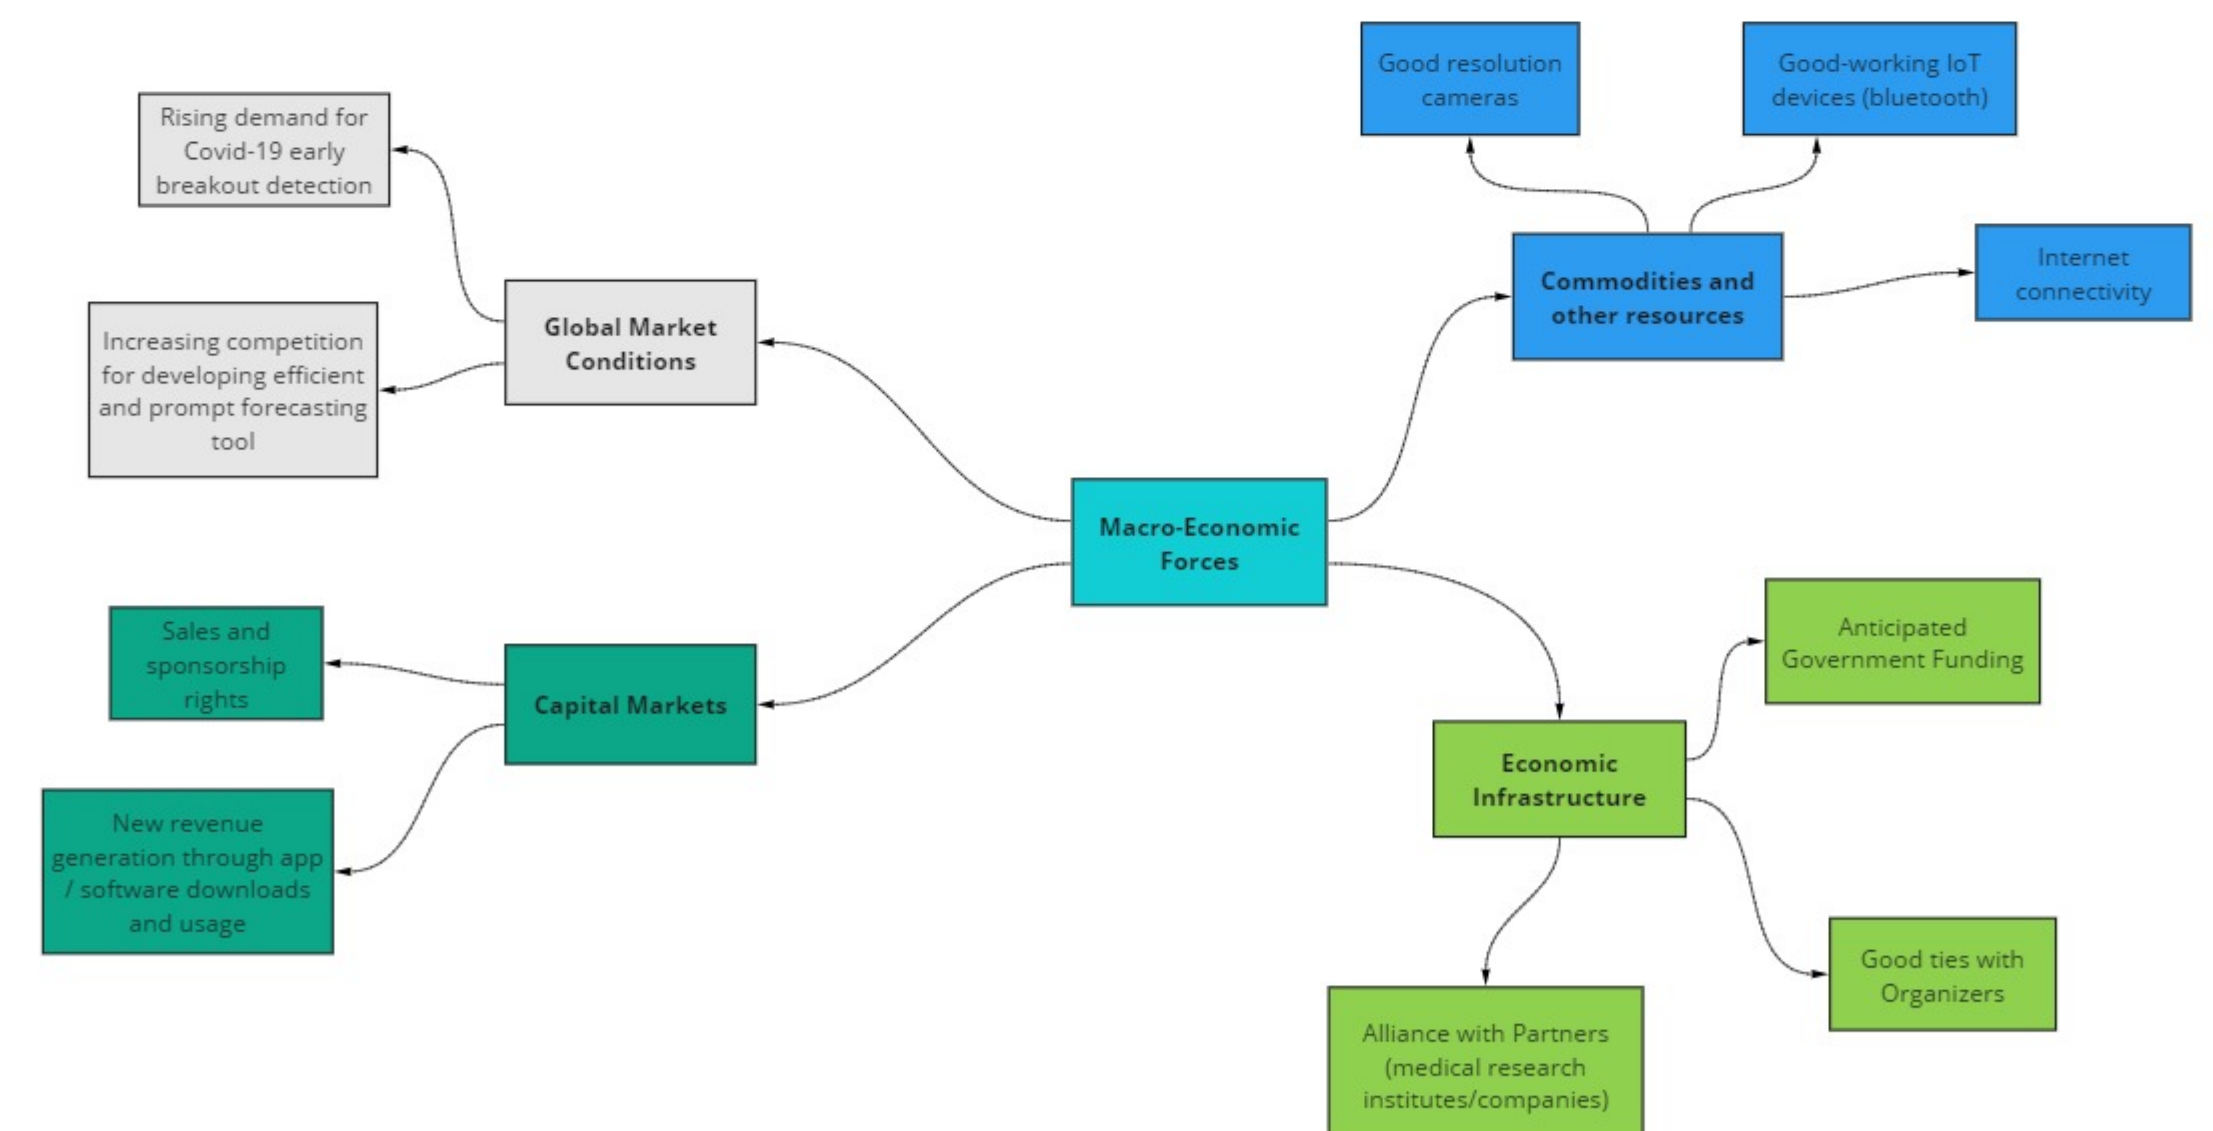 Good resolution
cameras
Good-working IoT
devices (bluetooth)
Rising demand for
Covid-19 early
breakout detection
Internet
connectivity
Commodities and
other resources
Global Market
Conditions
Increasing competition
for developing efficient
and prompt forecasting
tool
Macro-Economic
Forces
Sales and
sponsorship
rights
Capital Markets
Anticipated
Government Funding
Economic
Infrastructure
New revenue
generation through app
/ software downloads
and usage
Good ties with
Organizers
Alliance with Partners
(medical research
institutes/companies)